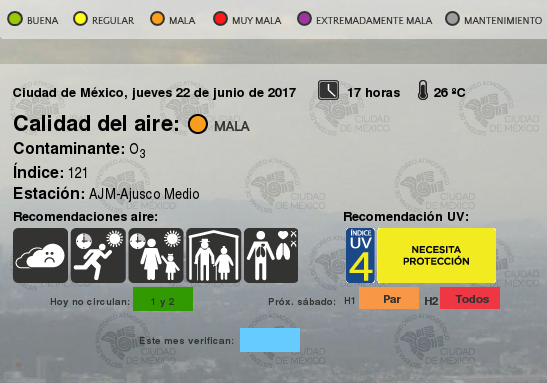 BUENA REGULAR MALA MUY MALA EXTREMADAMENTE MALA MANTENIMIENTO
Ciudad de México, jueves 22 de junio de 2017 17 horas 26 ºC
Calidad del aire: MALA
Contaminante: O3
Índice: 121
Estación: AJM-Ajusco Medio
Recomendaciones aire: Recomendación UV:
ÍNDICE
UV
4
NECESITA
PROTECCIÓN
Hoy no circulan: 1 y 2 Próx. sábado: H1 Par H2 Todos
Este mes verifican:
CIUDAD
DE MÉXICO